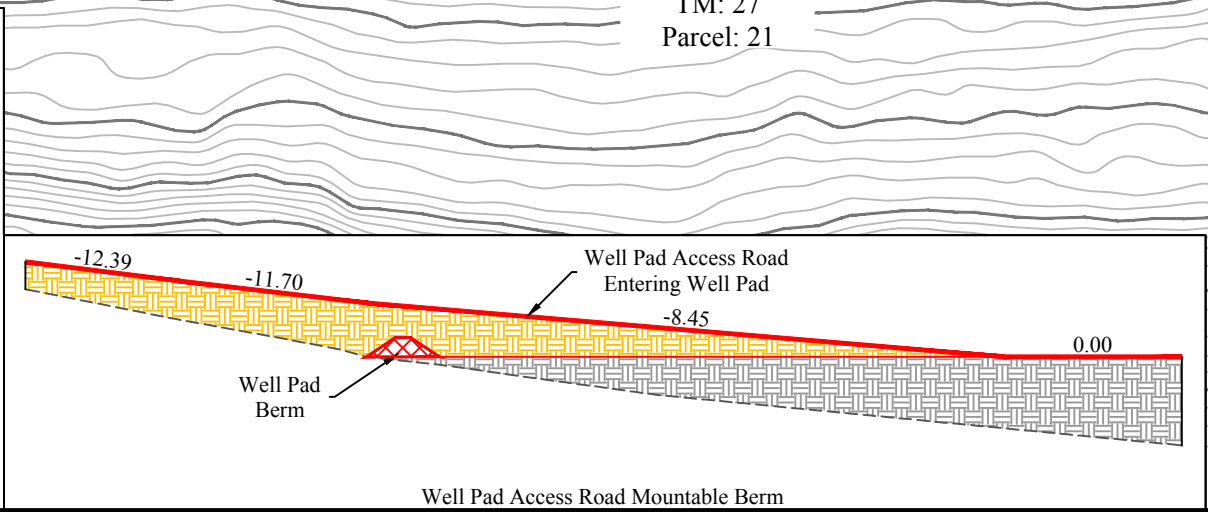 TM: 27
Parcel: 21
-12.39
-11.70
Well Pad Access Road
Entering Well Pad
-8.45
0.00
Well Pad
Berm
Well Pad Access Road Mountable Berm